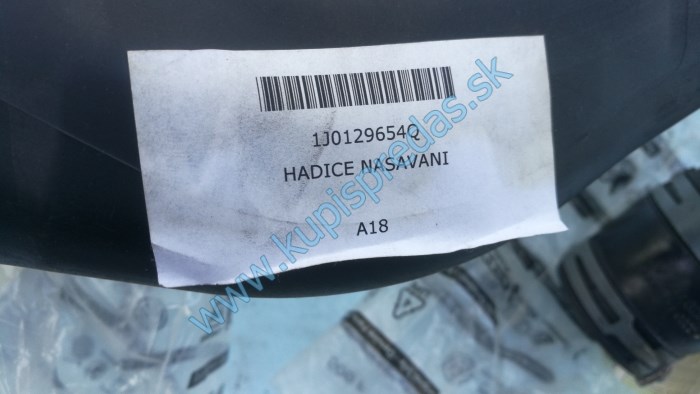 1J0129654Q
HADICE NASAVANI
A18
www.kupispredas.sk